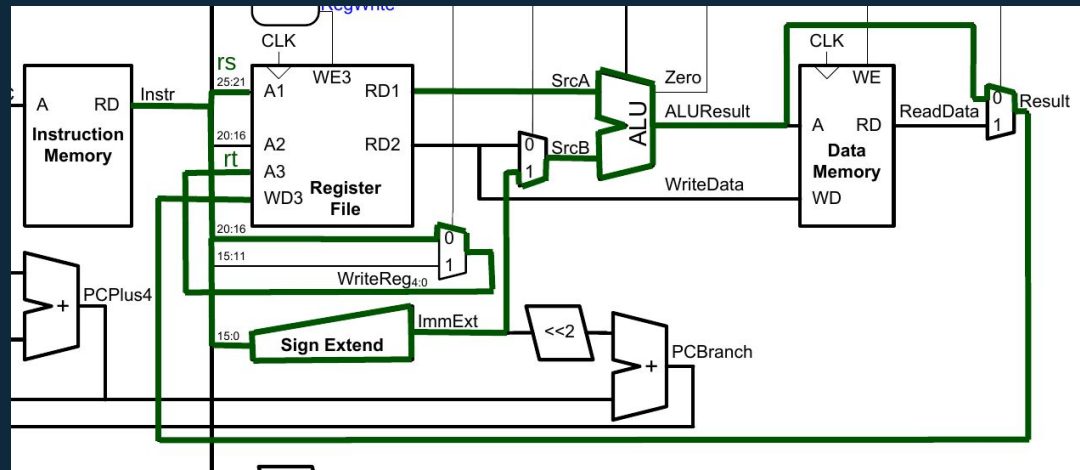 RegWrite
CLK
CLK
rs
25:21
A1
WE3
RD1
SrcA
Zero
WE
0
Result
A
RD
Instr
ALU
ALUResult
ReadData
1
Instruction
Memory
20:16
A2
RD2
0
SrcB
A
RD
rt
A3
1
Data
Memory
WD3
Register
File
WriteData
WD
20:16
0
15:11
1
WriteReg4:0
PCPlus4
+
15:0
Sign Extend
ImmExt
<<2
+
PCBranch